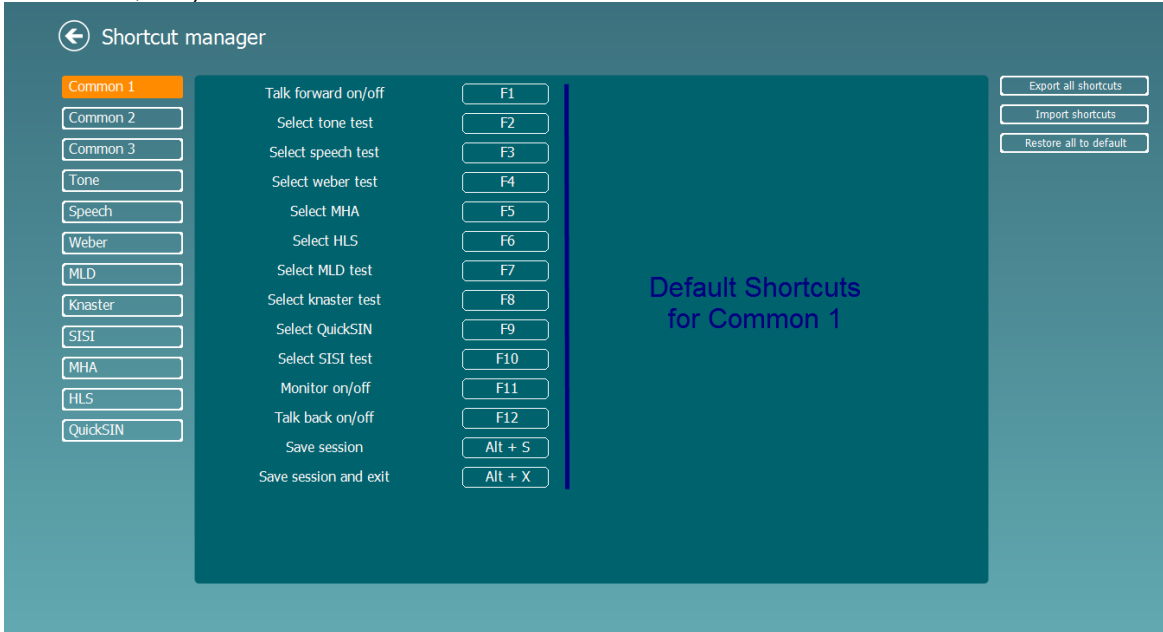 Shortcut manager
Common 1
Common 2
Common 3
Tone
Speech
Weber
MLD
Knaster
SISI
MHA
HLS
QuickSIN
Talk forward on/off F1
Select tone test F2
Select speech test F3
Select weber test F4
Select MHA F5
Select HLS F6
Select MLD test F7
Select knaster test F8
Select QuickSIN F9
Select SISI test F10
Monitor on/off F11
Talk back on/off F12
Save session Alt + S
Save session and exit Alt + X
Default Shortcuts
for Common 1
Export all shortcuts
Import shortcuts
Restore all to default